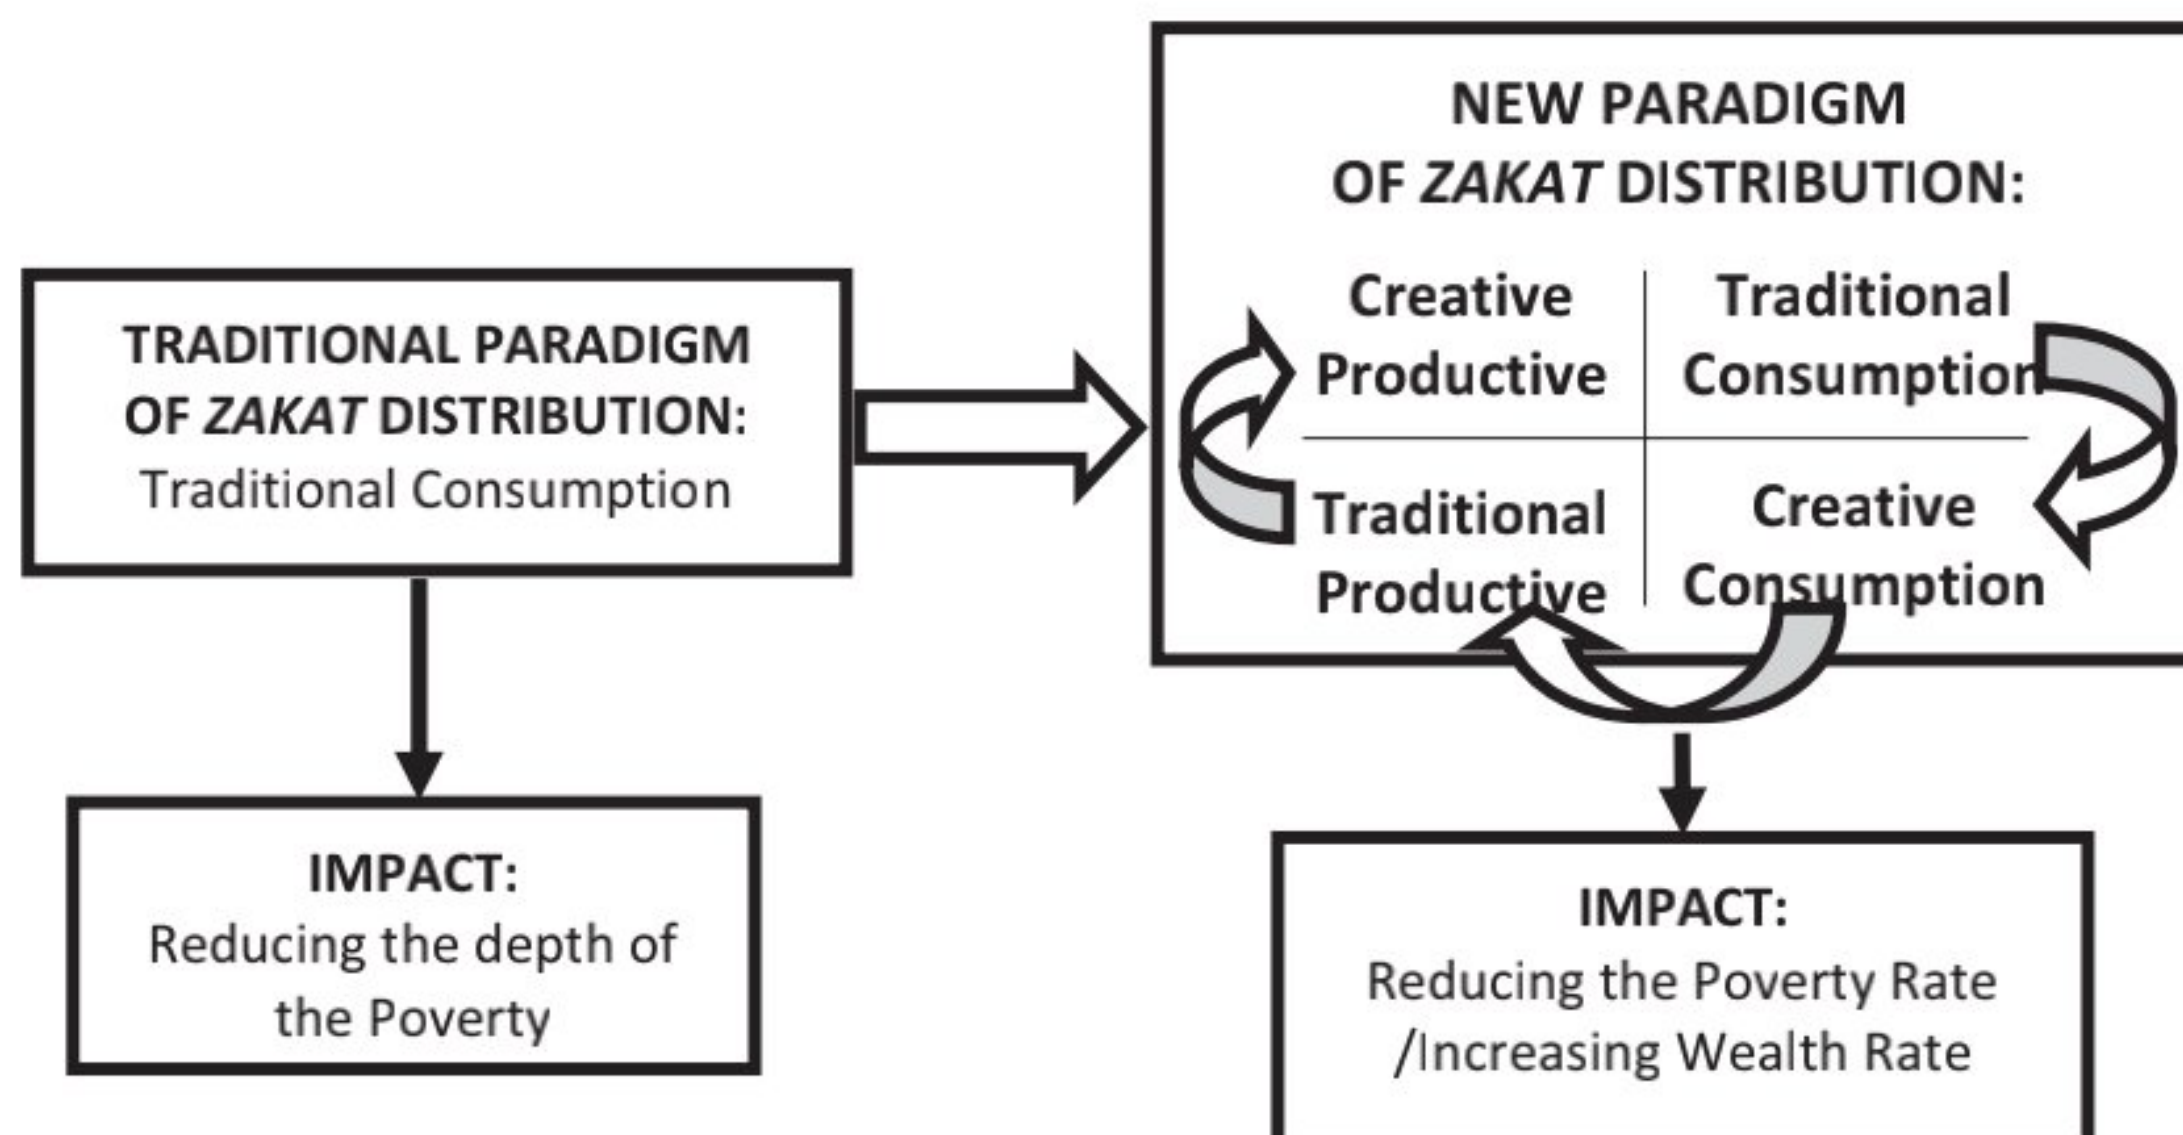 TRADITIONAL PARADIGM
OF ZAKAT DISTRIBUTION:
Traditional Consumption
IMPACT:
Reducing the depth of
the Poverty
NEW PARADIGM
OF ZAKAT DISTRIBUTION:
Creative
Productive
Traditional
Consumption
Traditional
Productive
Creative
Consumption
IMPACT:
Reducing the Poverty Rate
/Increasing Wealth Rate